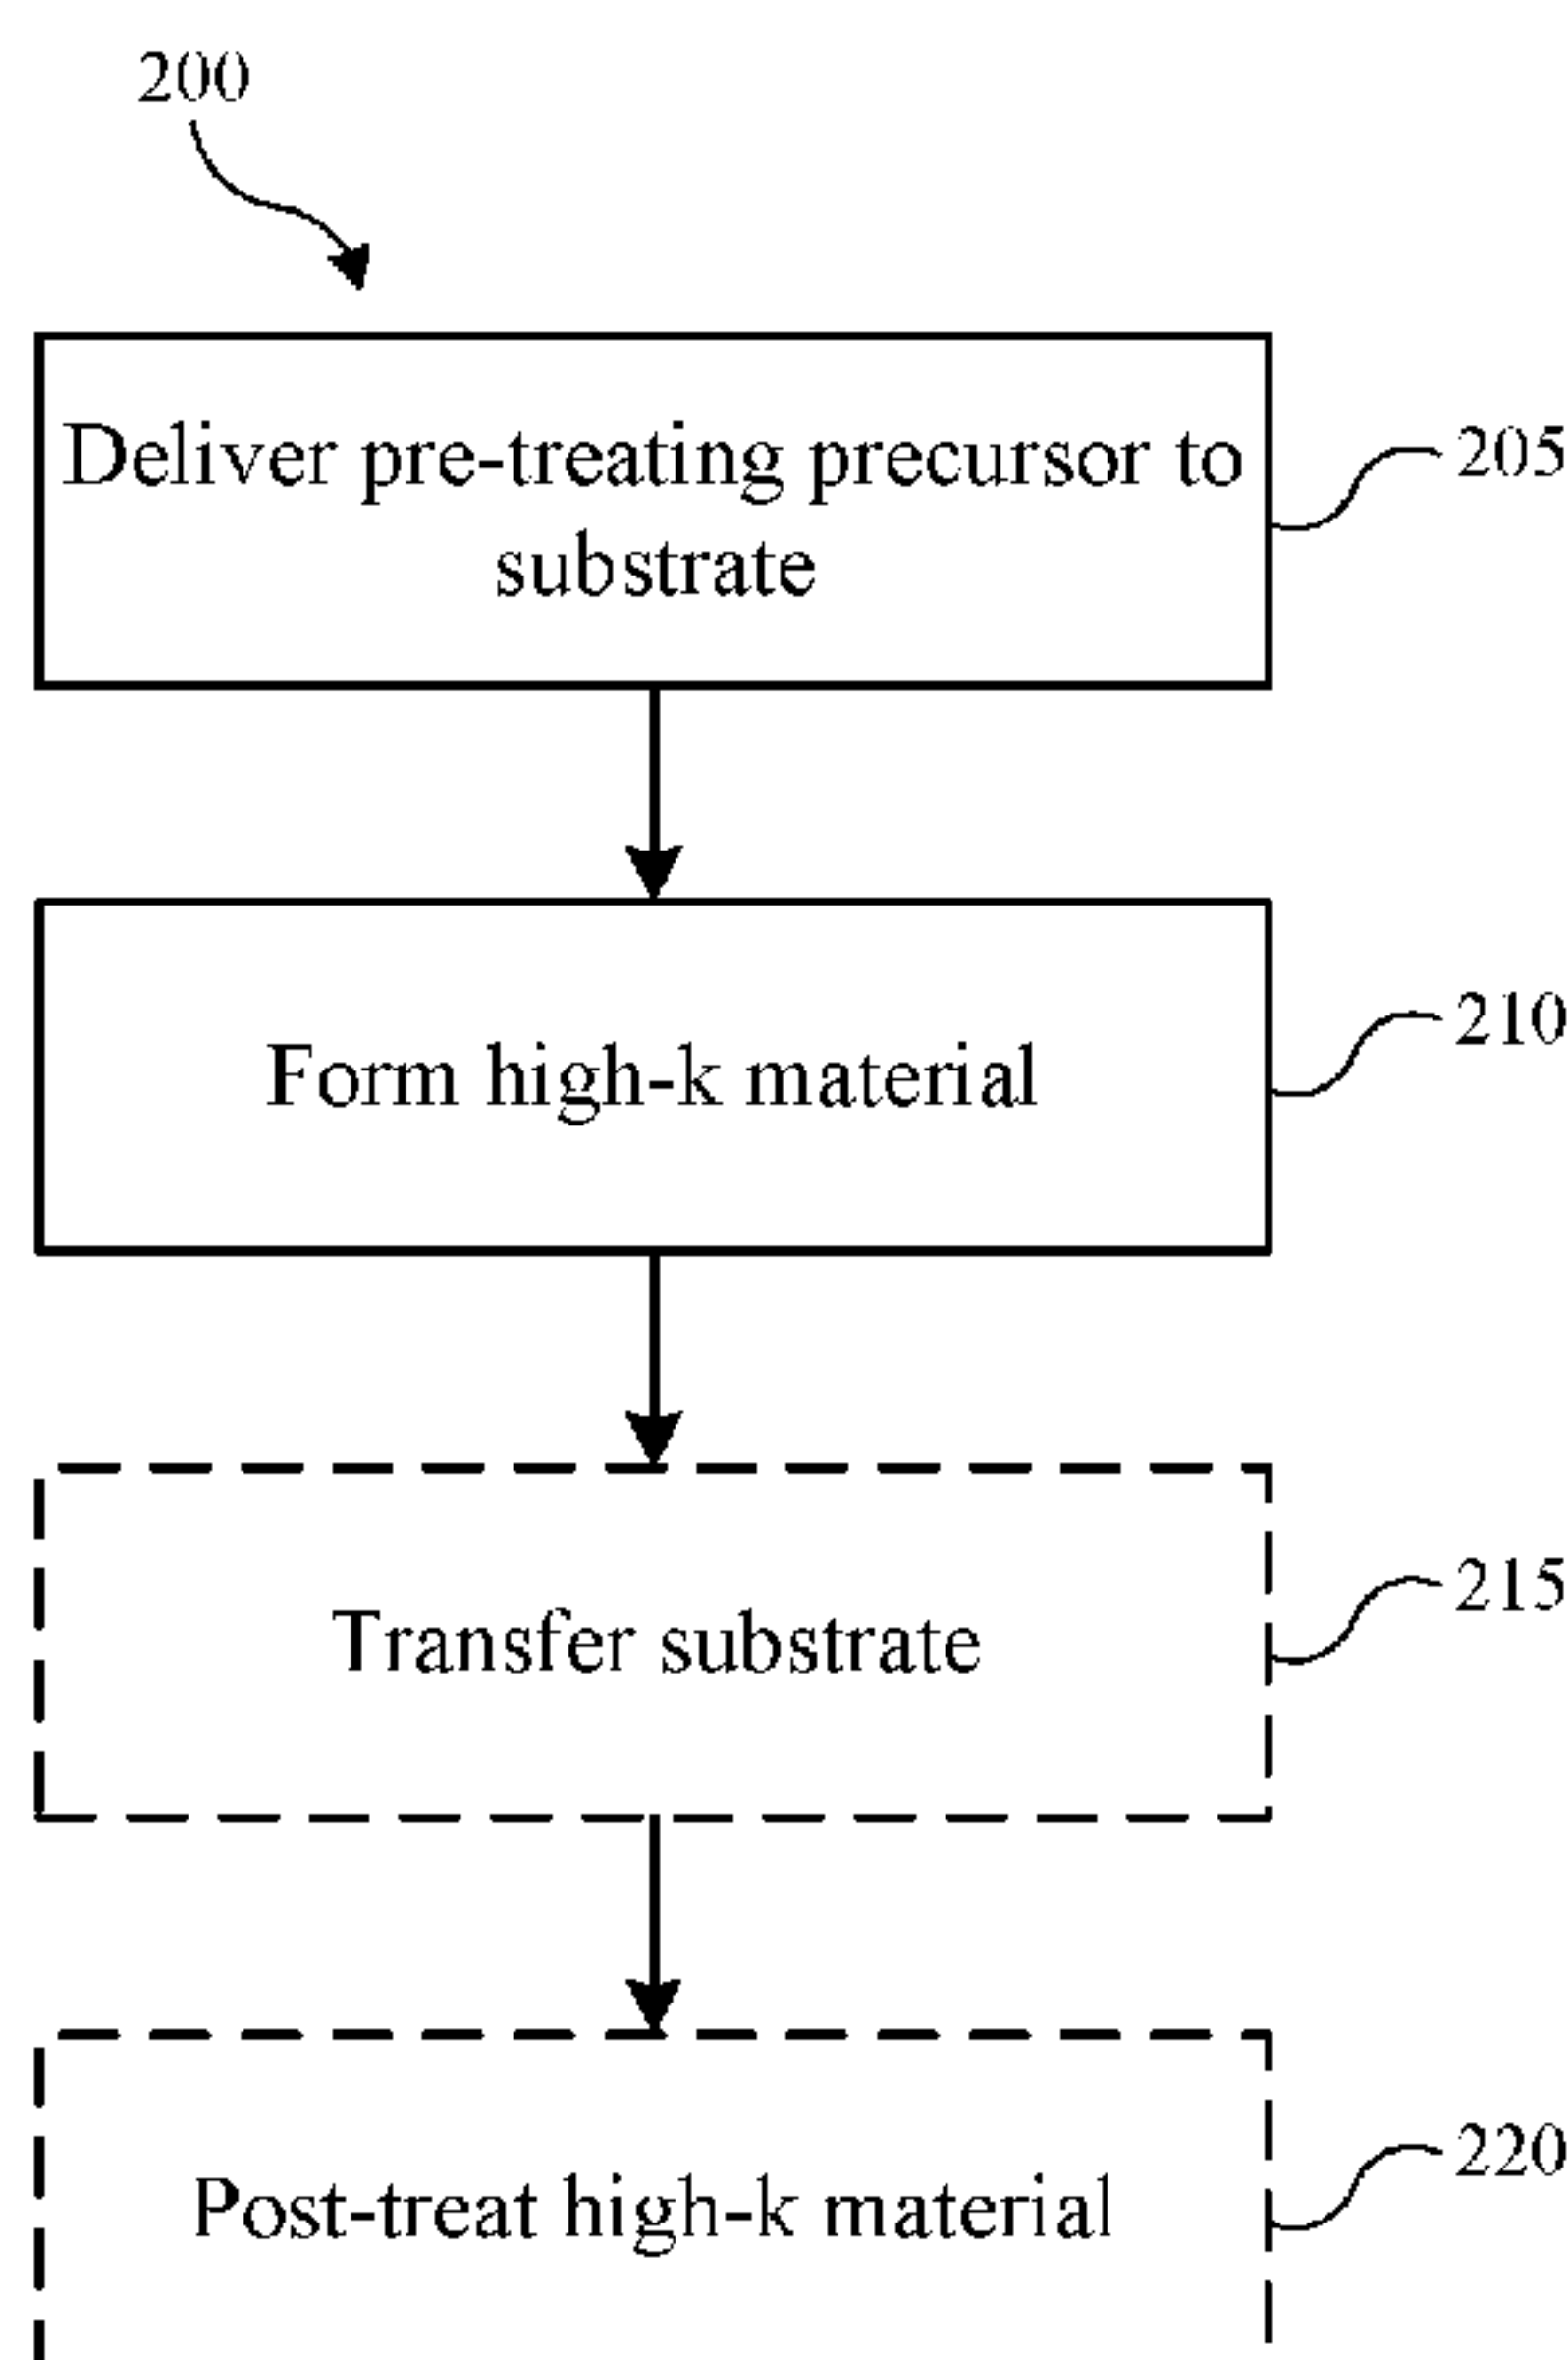 200
Deliver pre-treating precursor to
substrate
205
Form high-k material
210
Transfer substrate
215
Post-treat high-k material
220